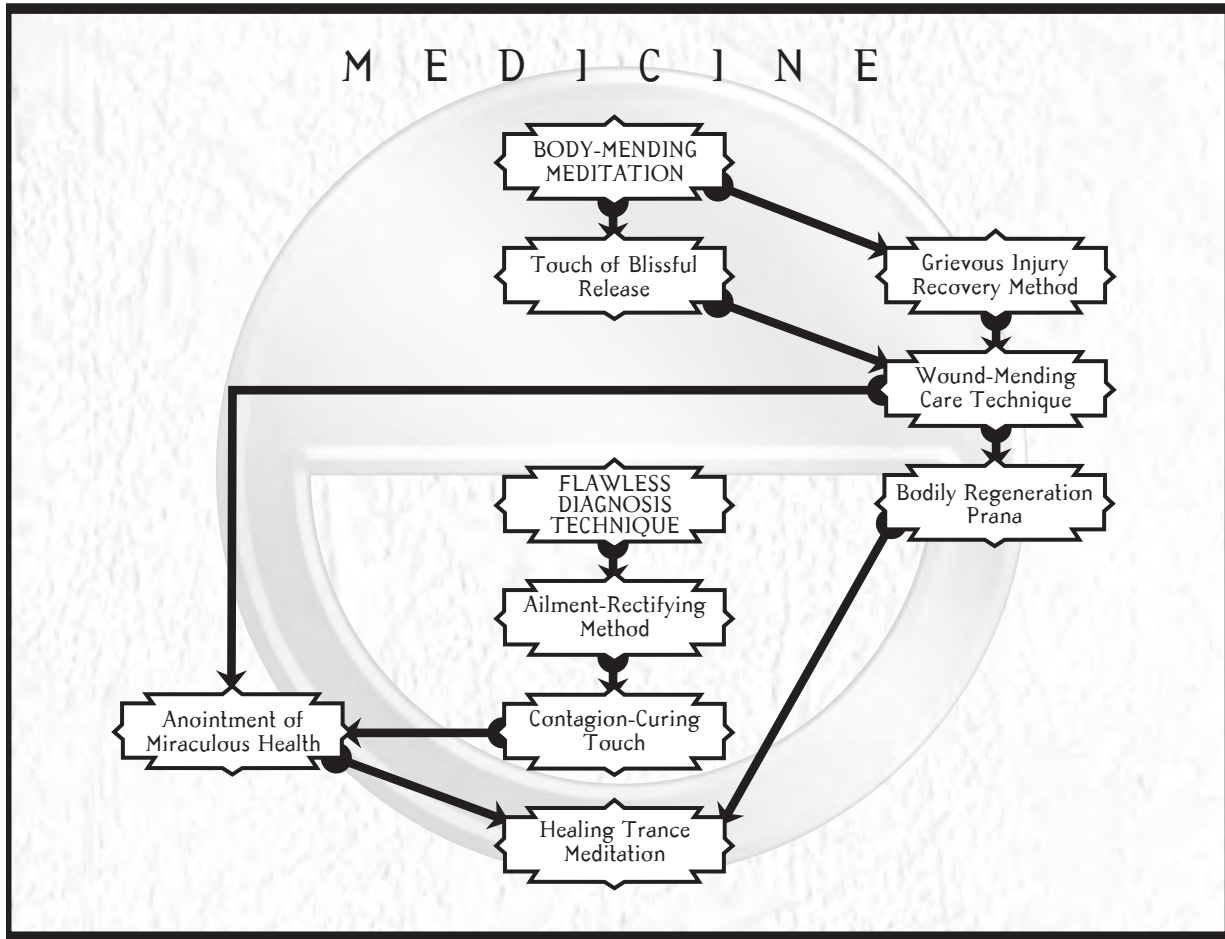 MEDICINE
BODY-MENDING
MEDITATION
Touch of Blissful
Release
Grievous Injury
Recovery Method
Wound-Mending
Care Technique
FLAWLESS
DIAGNOSIS
TECHNIQUE
Bodily Regeneration
Prana
Ailment-Rectifying
Method
Anointment of
Miraculous Health
Contagion-Curing
Touch
Healing Trance
Meditation